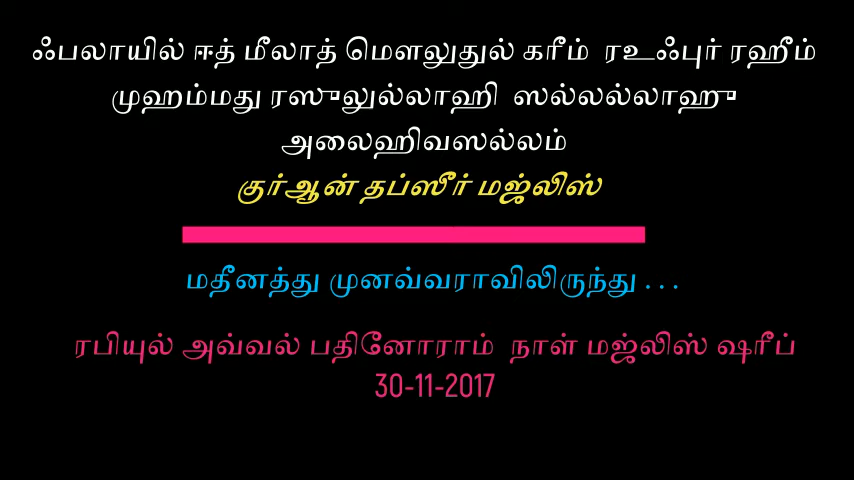 ஃபலாயில் ஈத் மீலாத் மௌலுதுல் கரீம் ரஉஃபுர் ரஹீம்
முஹம்மது ரஸுலுல்லாஹி ஸல்லல்லாஹு
அலைஹிவஸல்லம்
குர்ஆன் தப்ஸீர் மஜ்லிஸ்
மதீனத்து முனவ்வராவிலிருந்து ...
ரபியுல் அவ்வல் பதினோராம் நாள் மஜ்லிஸ் ஷரீப்
30-11-2017